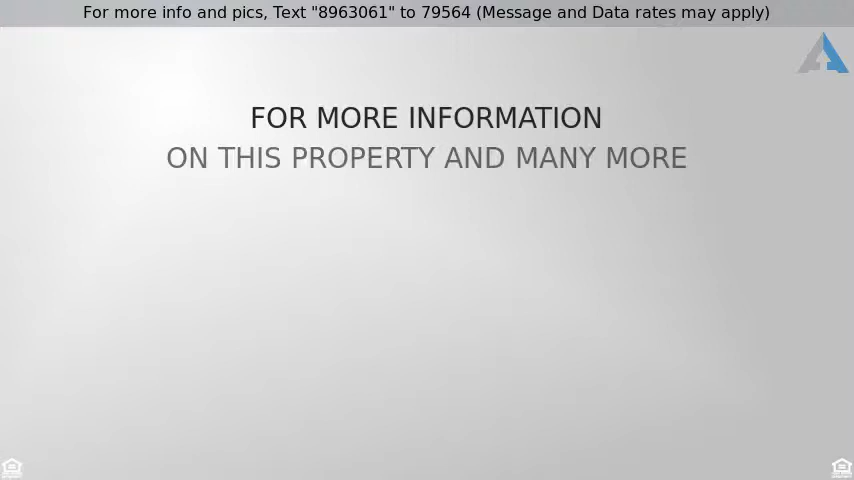 For more info and pics, Text "8963061" to 79564 (Message and Data rates may apply)
FOR MORE INFORMATION
ON THIS PROPERTY AND MANY MORE